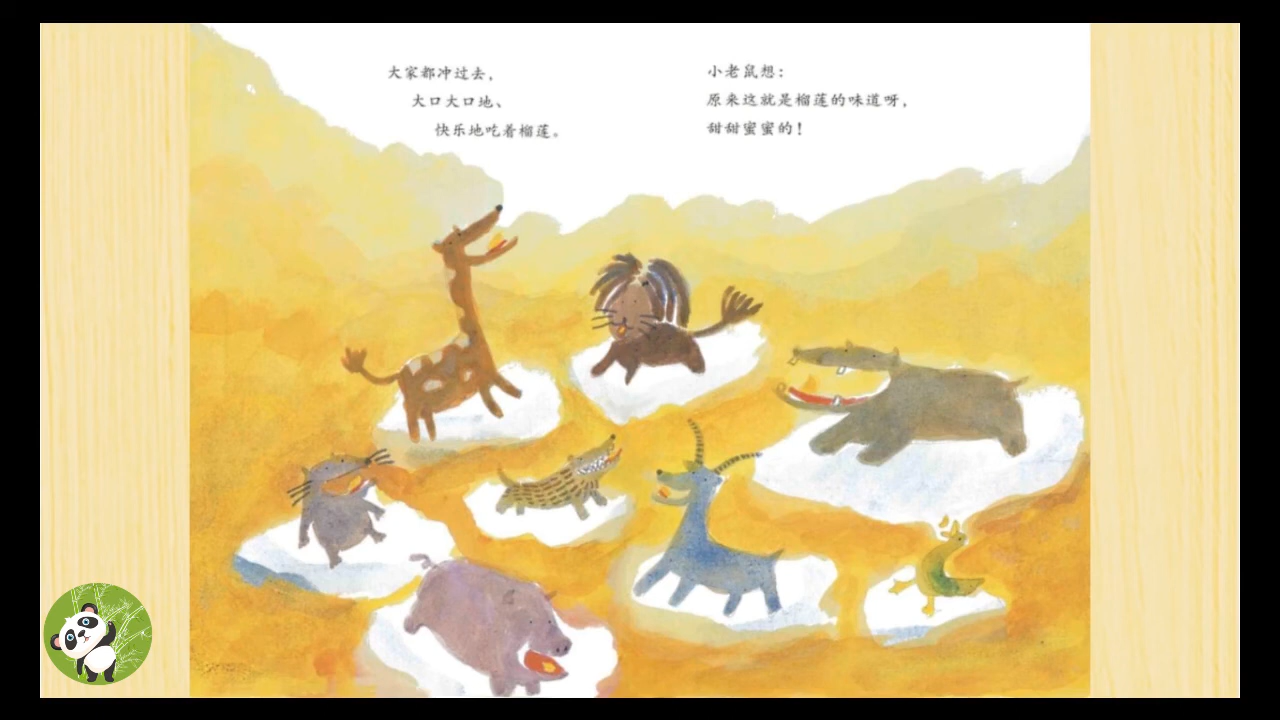 大家都冲过去，
大口大口地、
快乐地吃着榴莲。
小老鼠想：
原来这就是榴莲的味道呀，
甜甜蜜蜜的！